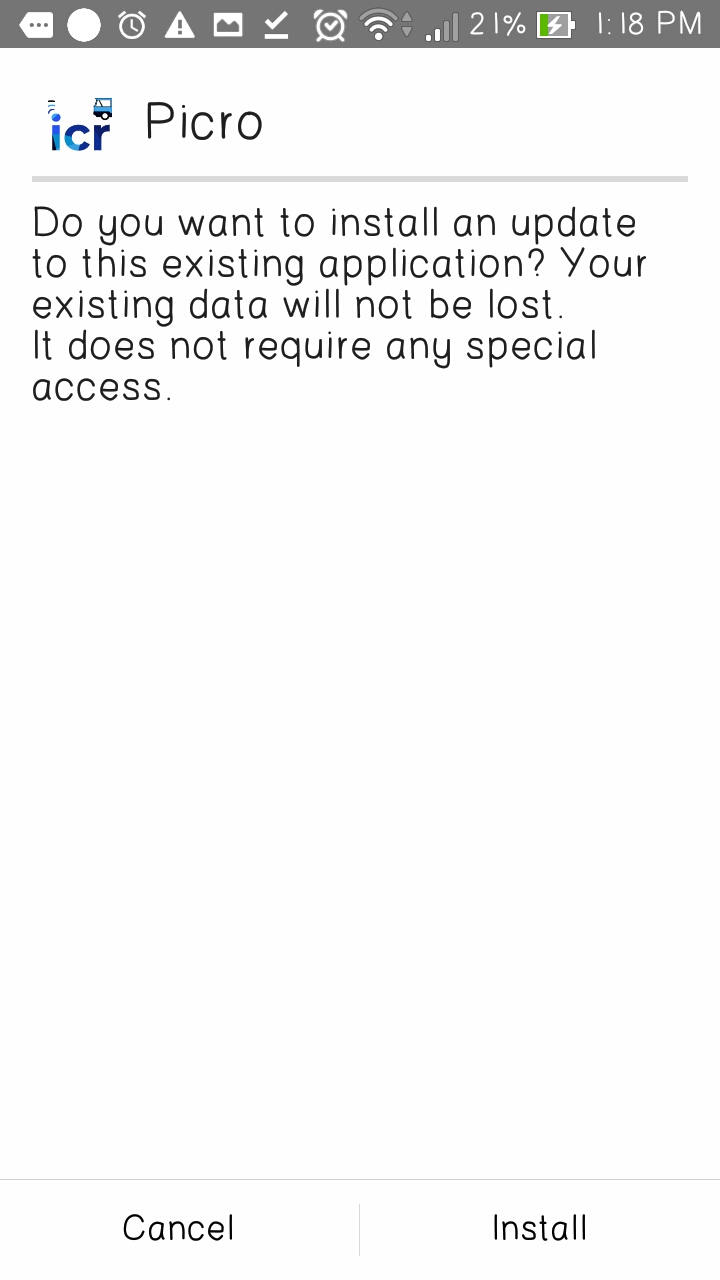 21% 1:18 PM
icr Picro
Do you want to install an update
to this existing application? Your
existing data will not be lost.
It does not require any special
access.
Cancel Install